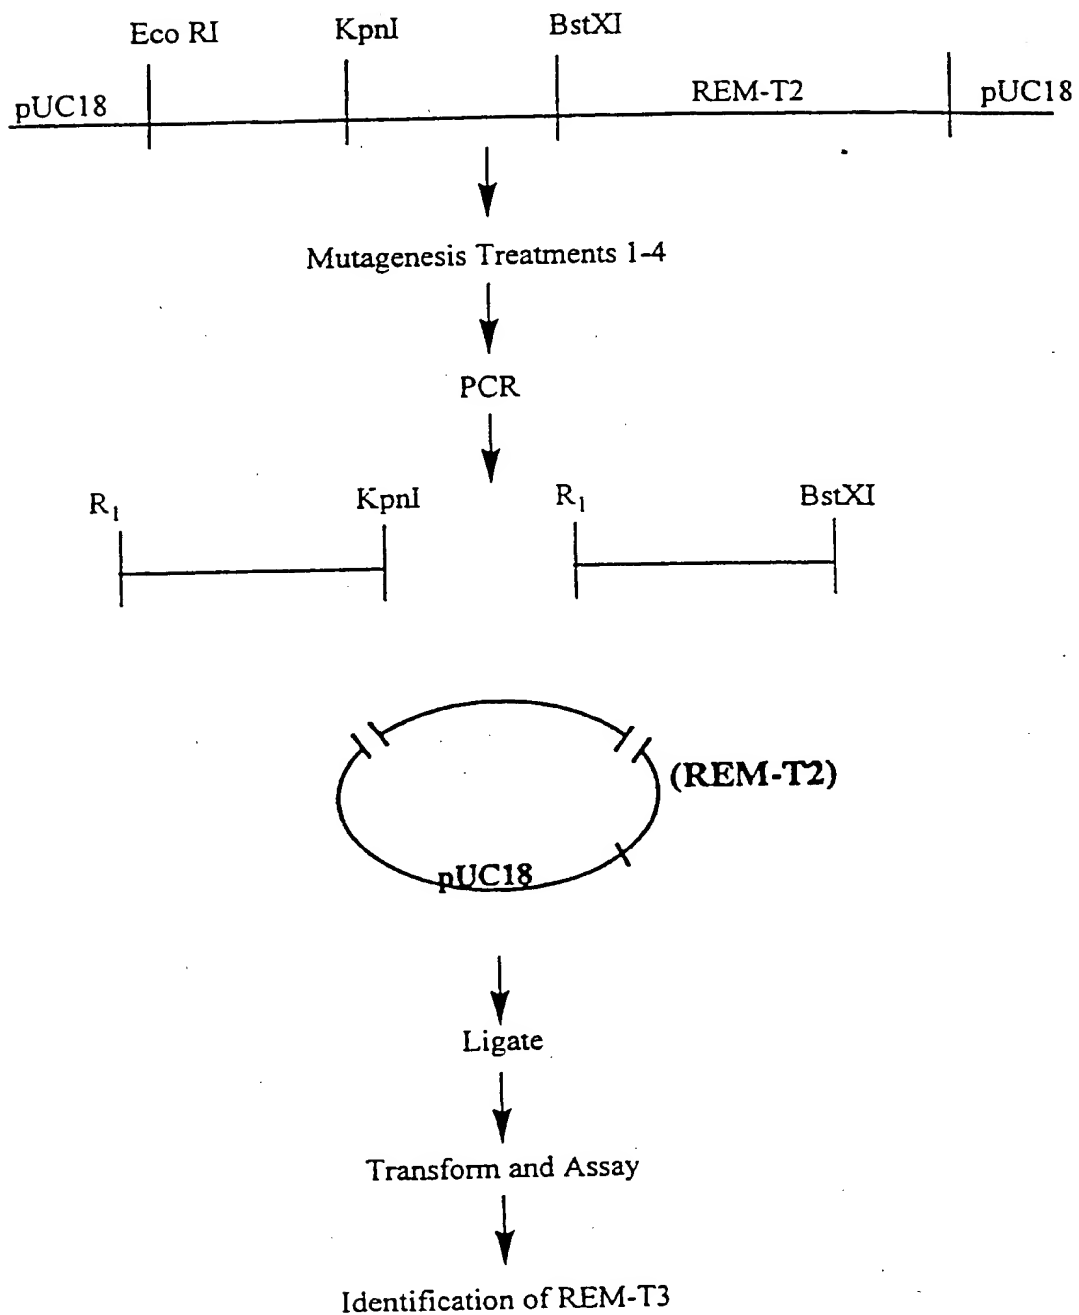 Eco RI KpnI BstXI
pUC18 REM-T2 pUC18
Mutagenesis Treatments 1-4
PCR
R1 KpnI R1 BstXI
(REM-T2)
pUC18
Ligate
Transform and Assay
Identification of REM-T3